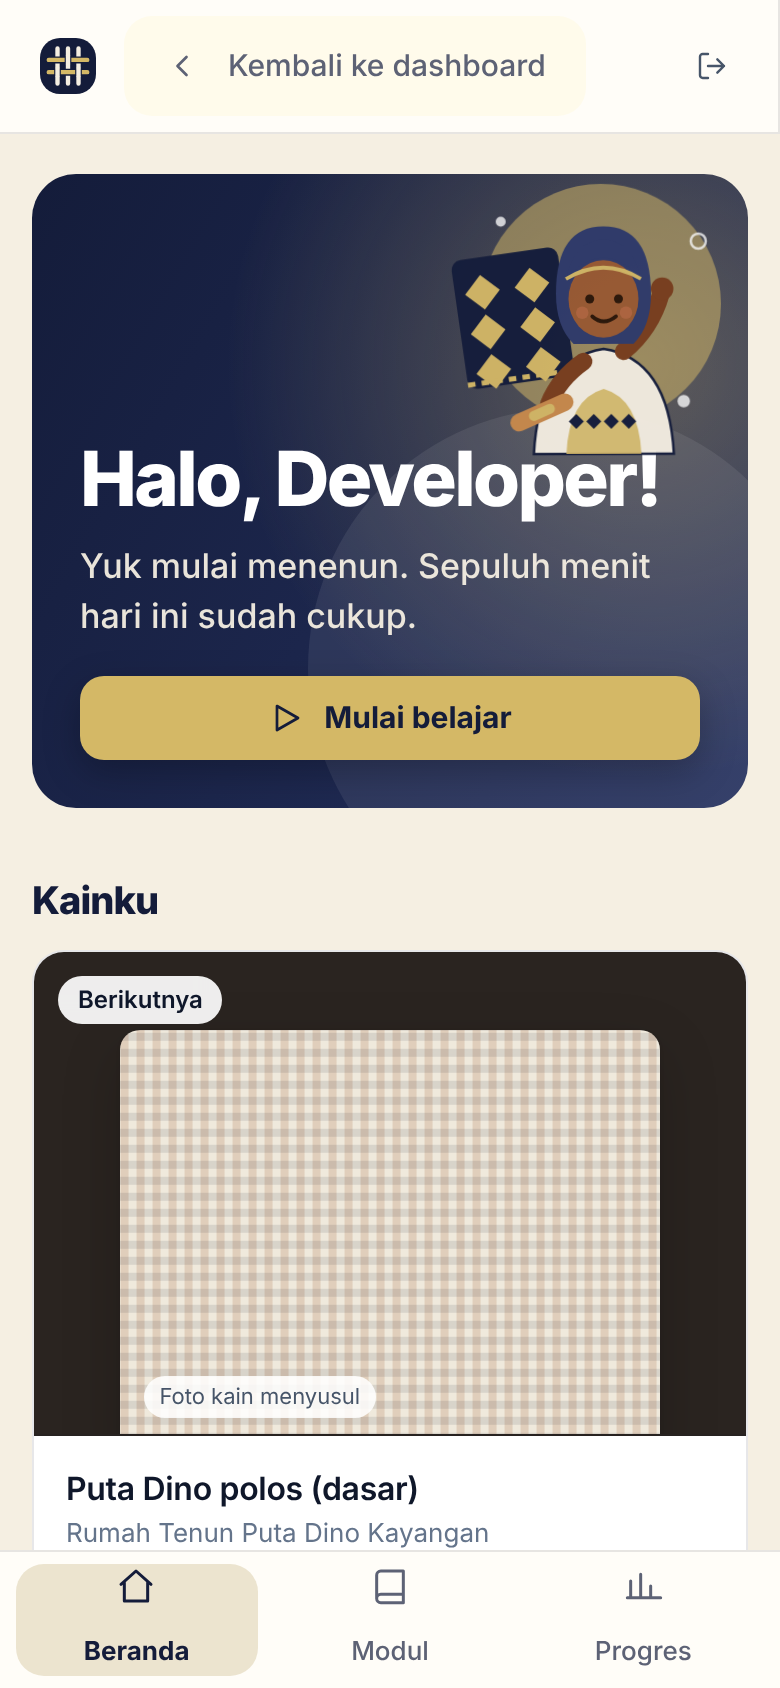 Kembali ke dashboard
Halo, Developer!
Yuk mulai menenun. Sepuluh menit
hari ini sudah cukup.
Mulai belajar
Kainku
Berikutnya
Foto kain menyusul
Puta Dino polos (dasar)
Rumah Tenun Puta Dino Kayangan
Beranda
Modul
Progres